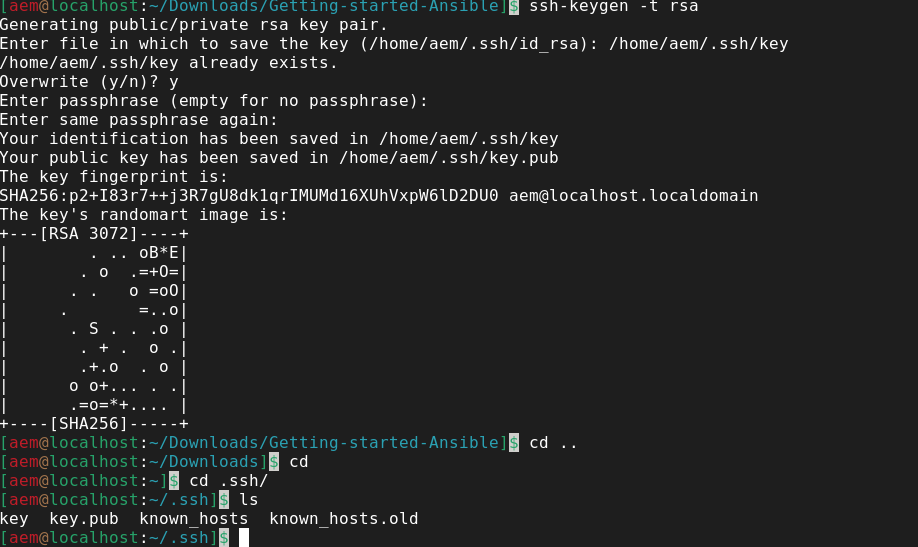 [aem@localhost:~/Downloads/Getting-started-Ansible]$ ssh-keygen -t rsa
Generating public/private rsa key pair.
Enter file in which to save the key (/home/aem/.ssh/id_rsa): /home/aem/.ssh/key
/home/aem/.ssh/key already exists.
Overwrite (y/n)? y
Enter passphrase (empty for no passphrase):
Enter same passphrase again:
Your identification has been saved in /home/aem/.ssh/key
Your public key has been saved in /home/aem/.ssh/key.pub
The key fingerprint is:
SHA256:p2+I83r7++j3R7gU8dk1qrIMUMd16XUhVxpW6lD2DU0 aem@localhost.localdomain
The key's randomart image is:
+---[RSA 3072]----+
|        . .. oB*E|
|       . o  .=+O=|
|      . .   o =oO|
|     .       =..o|
|      . S . . .o |
|       . + .  o .|
|       .+.o  . o |
|      o o+... . .|
|      .=o=*+.... |
+----[SHA256]-----+
[aem@localhost:~/Downloads/Getting-started-Ansible]$ cd ..
[aem@localhost:~/Downloads]$ cd
[aem@localhost:~]$ cd .ssh/
[aem@localhost:~/.ssh]$ ls
key  key.pub  known_hosts  known_hosts.old
[aem@localhost:~/.ssh]$